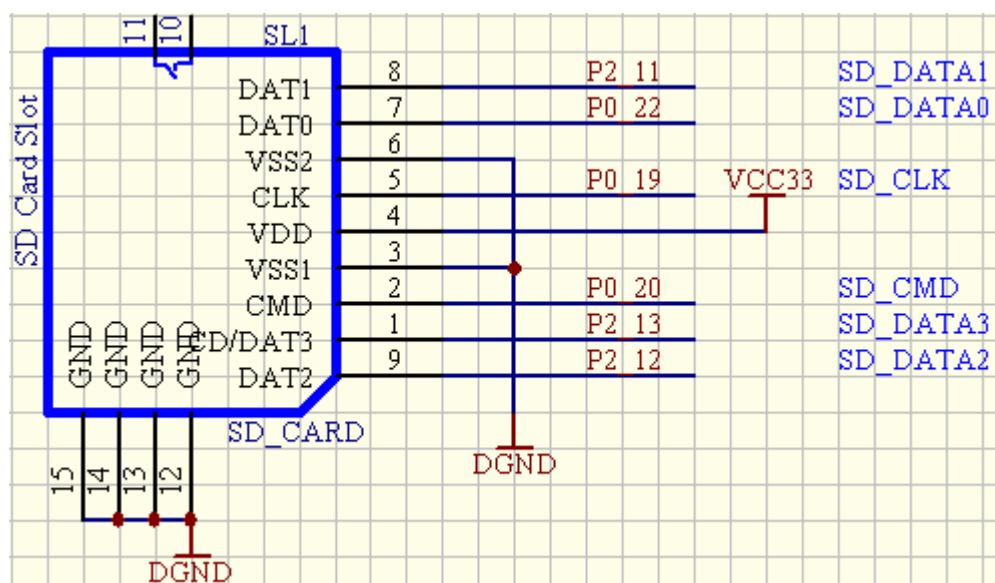 11
10
SL1
SD Card Slot
DAT1 8 P2_11 SD_DATA1
DAT0 7 P0_22 SD_DATA0
VSS2 6
CLK 5 P0_19 VCC33 SD_CLK
VDD 4
VSS1 3
CMD 2 P0_20 SD_CMD
CD/DAT3 1 P2_13 SD_DATA3
DAT2 9 P2_12 SD_DATA2
GND GND GND GND
SD_CARD
DGND
15 14 13 12
DGND